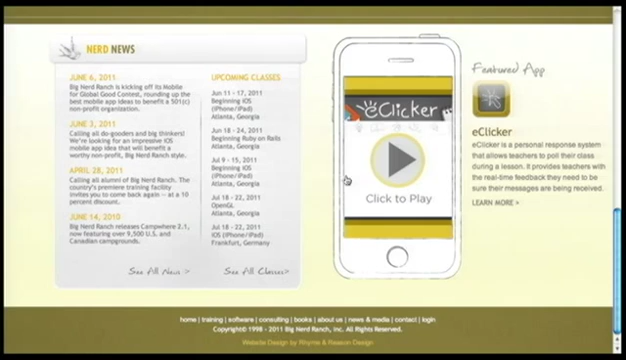 NERD NEWS
JUNE 6, 2011
Big Nerd Ranch is kicking off its Mobile
for Global Good Contest, rounding up the
best mobile app ideas to benefit a 501(c)
non-profit organization.
JUNE 3, 2011
Calling all do-gooders and big thinkers!
We're looking for an impressive iOS
mobile app idea that will benefit a
worthy non-profit, Big Nerd Ranch style.
APRIL 28, 2011
Calling all alumni of Big Nerd Ranch. The
country's premiere training facility
invites you to come back again -- at a 10
percent discount.
JUNE 14, 2010
Big Nerd Ranch releases Campwhere 2.1,
now featuring over 9,500 U.S. and
Canadian campgrounds.
See All News >
UPCOMING CLASSES
Jun 11 - 17, 2011
Beginning iOS
(iPhone/iPad)
Atlanta, Georgia
Jun 18 - 24, 2011
Beginning Ruby on Rails
Atlanta, Georgia
Jul 9 - 15, 2011
Beginning iOS
(iPhone/iPad)
Atlanta, Georgia
Jul 18 - 22, 2011
OpenGL
Atlanta, Georgia
Jul 18 - 22, 2011
iOS (iPhone/iPad)
Frankfurt, Germany
See All Classes>
eClicker
Click to Play
Featured App
eClicker
eClicker is a personal response system
that allows teachers to poll their class
during a lesson. It provides teachers with
the real-time feedback they need to be
sure their messages are being received.
LEARN MORE >
home | training | software | consulting | books | about us | news & media | contact | login
Copyright© 1998 - 2011 Big Nerd Ranch, Inc. All Rights Reserved.
Website Design by Rhyme & Reason Design